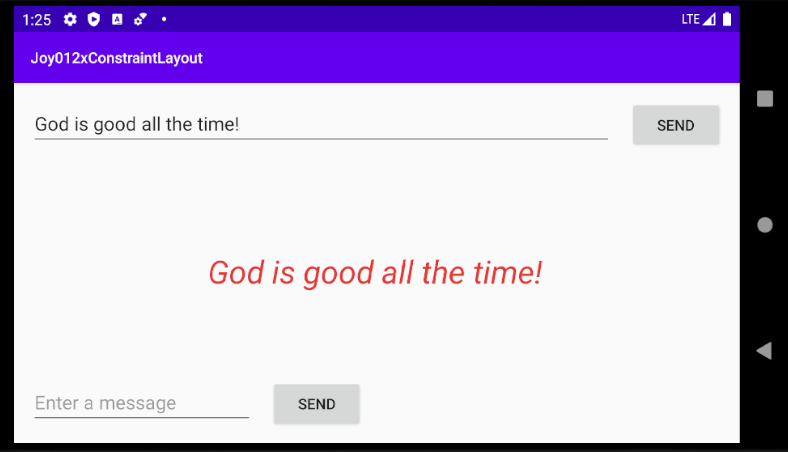 1:25
LTE
Joy012xConstraintLayout
God is good all the time!
SEND
God is good all the time!
Enter a message
SEND